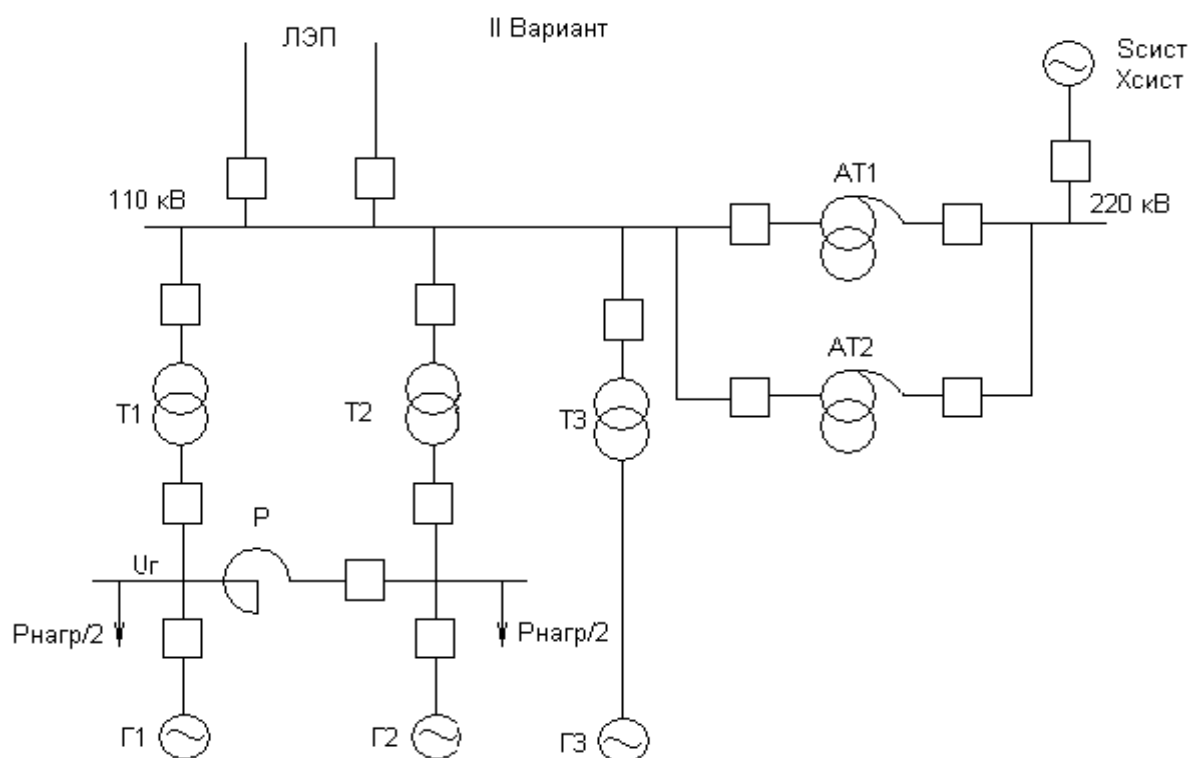 ЛЭП
II Вариант
Sсист
Xсист
110 кВ
АТ1
220 кВ
АТ2
Т1
Т2
Т3
Р
Uг
Рнагр/2
Рнагр/2
Г1
Г2
Г3